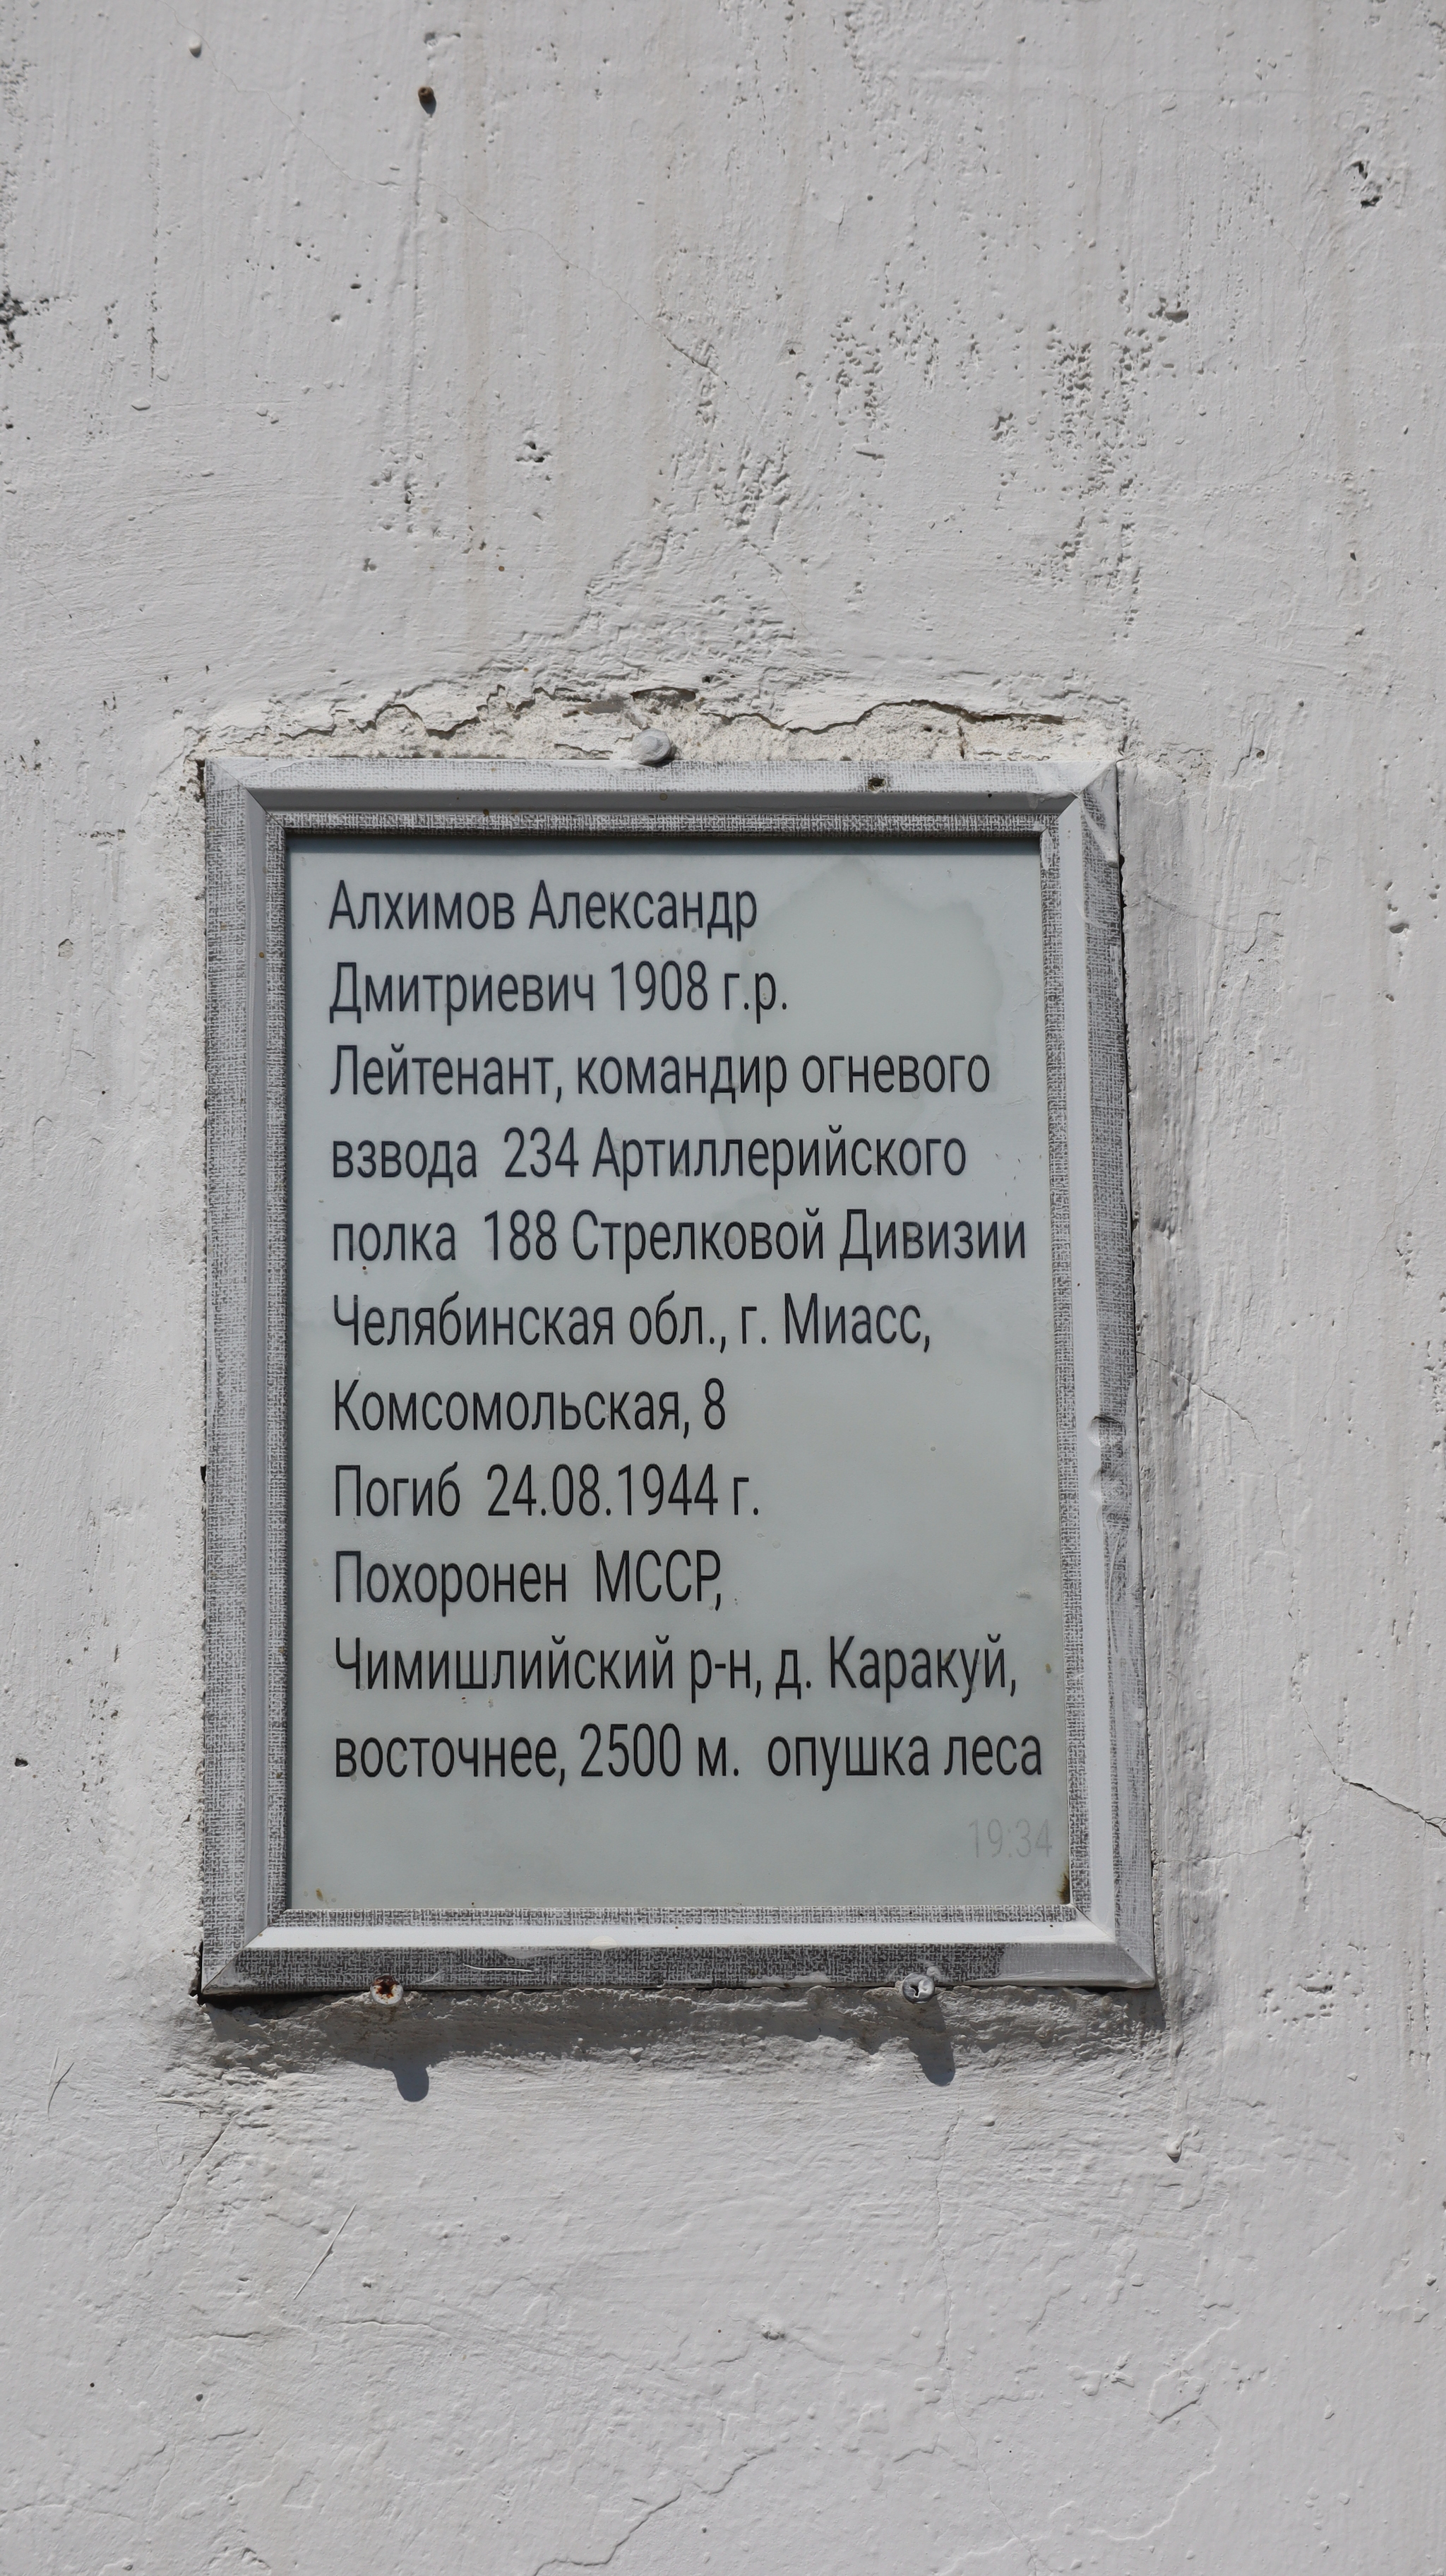 Алхимов Александр
Дмитриевич 1908 г.р.
Лейтенант, командир огневого
взвода 234 Артиллерийского
полка 188 Стрелковой Дивизии
Челябинская обл., г. Миасс,
Комсомольская, 8
Погиб 24.08.1944 г.
Похоронен МССР,
Чимишлийский р-н, д. Каракуй,
восточнее, 2500 м. опушка леса
19:34